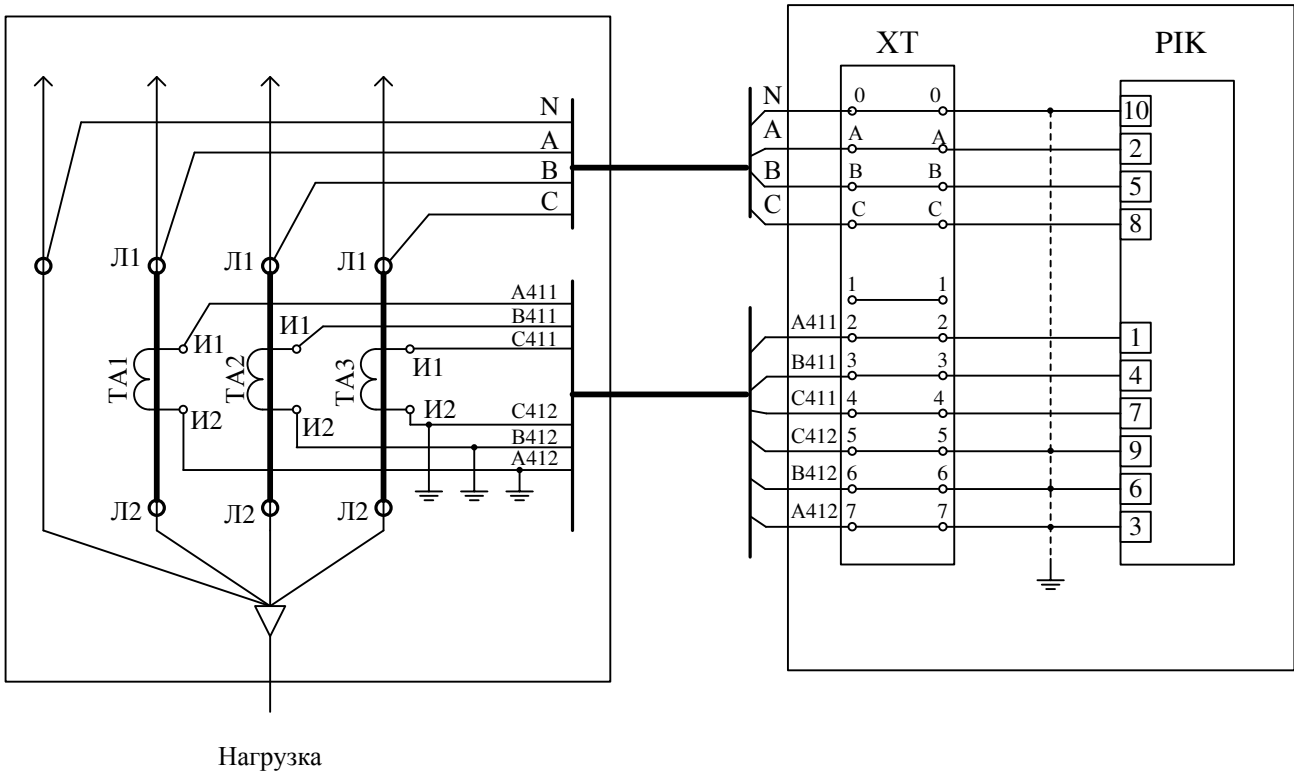 XT
PIK
N
A
B
C
N
A
B
C
0 0
A A
B B
C C
10
2
5
8
Л1
Л1
Л1
A411
B411
C411
И1
И1
И1
TA1
TA2
TA3
И2
И2
И2
C412
B412
A412
Л2
Л2
Л2
1 1
A411 2 2
B411 3 3
C411 4 4
C412 5 5
B412 6 6
A412 7 7
1
4
7
9
6
3
Нагрузка